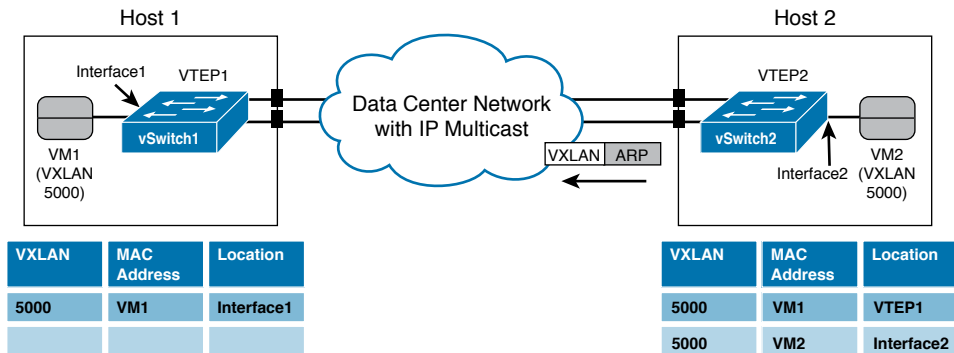 Host 1
Host 2
Interface1
VTEP1
VTEP2
Data Center Network
with IP Multicast
vSwitch1
vSwitch2
VXLAN ARP
VM1
(VXLAN
5000)
Interface2
VM2
(VXLAN
5000)
VXLAN MAC Address Location
5000 VM1 Interface1
VXLAN MAC Address Location
5000 VM1 VTEP1
5000 VM2 Interface2